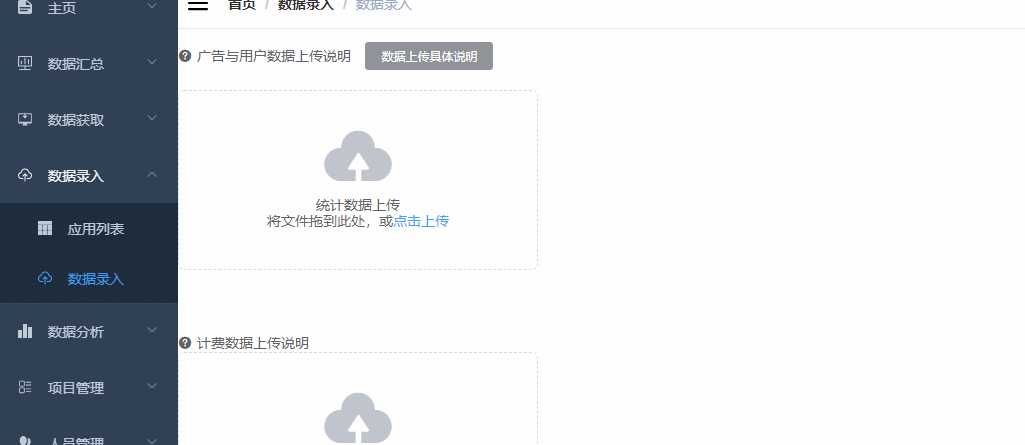 主页
数据汇总
数据获取
数据录入
应用列表
数据录入
数据分析
项目管理
人员管理
首页 / 数据录入 / 数据录入
广告与用户数据上传说明 数据上传具体说明
统计数据上传
将文件拖到此处，或点击上传
计费数据上传说明